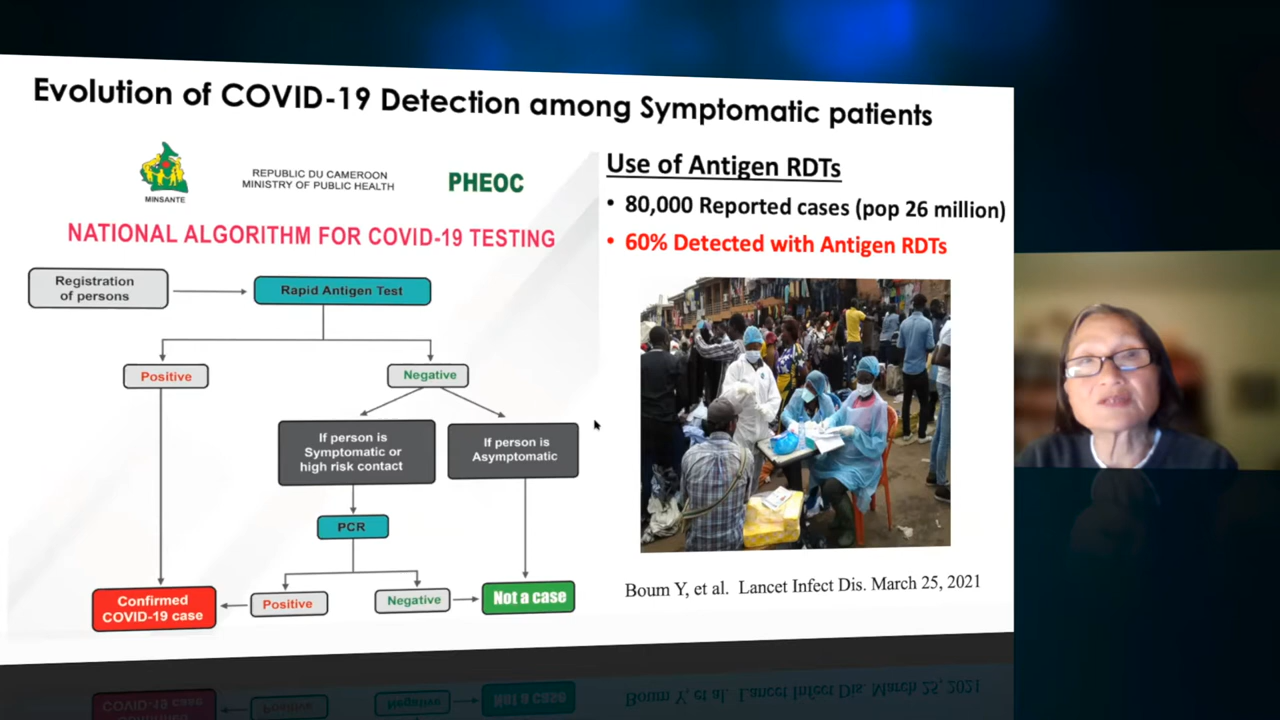 Evolution of COVID-19 Detection among Symptomatic patients
MINSANTE
REPUBLIC DU CAMEROON
MINISTRY OF PUBLIC HEALTH
PHEOC
NATIONAL ALGORITHM FOR COVID-19 TESTING
Registration
of persons
Rapid Antigen Test
Positive
Negative
If person is
Symptomatic or
high risk contact
If person is
Asymptomatic
PCR
Confirmed
COVID-19 case
Positive
Negative
Not a case
Use of Antigen RDTs
• 80,000 Reported cases (pop 26 million)
• 60% Detected with Antigen RDTs
Boum Y, et al. Lancet Infect Dis. March 25, 2021